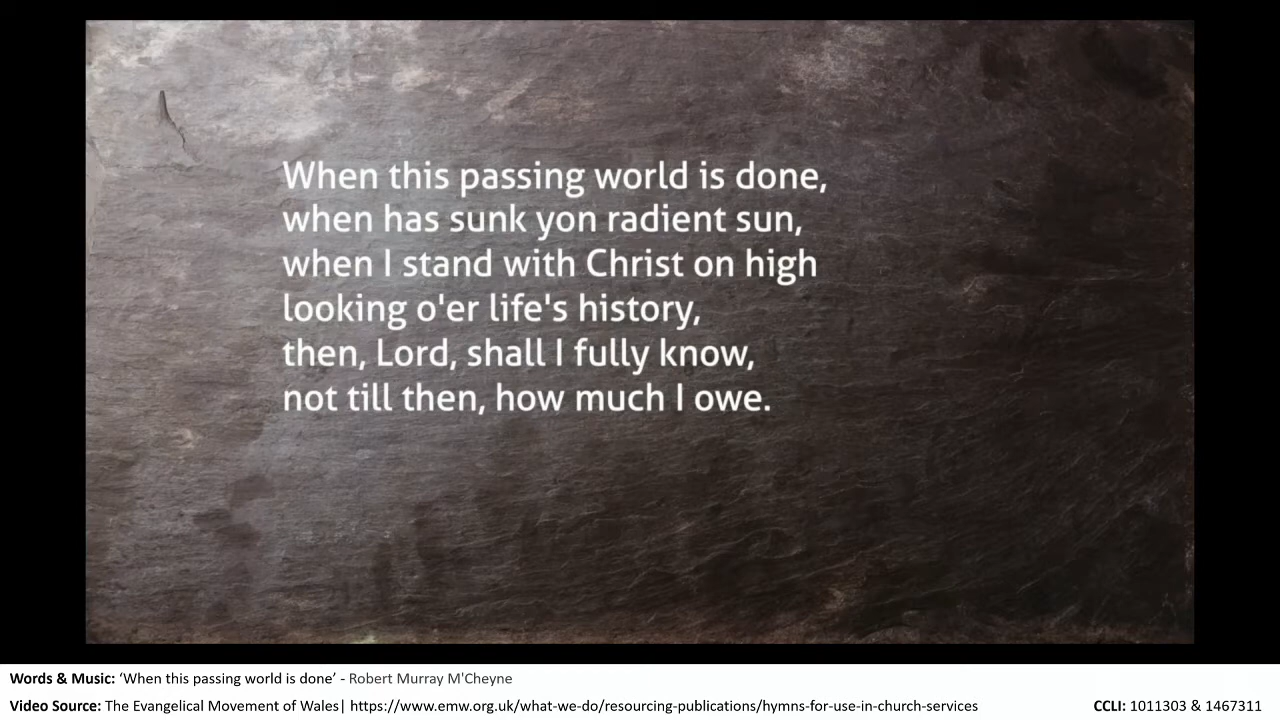 When this passing world is done,
when has sunk yon radient sun,
when I stand with Christ on high
looking o'er life's history,
then, Lord, shall I fully know,
not till then, how much I owe.
Words & Music: ‘When this passing world is done’ - Robert Murray M'Cheyne
Video Source: The Evangelical Movement of Wales| https://www.emw.org.uk/what-we-do/resourcing-publications/hymns-for-use-in-church-services CCLI: 1011303 & 1467311